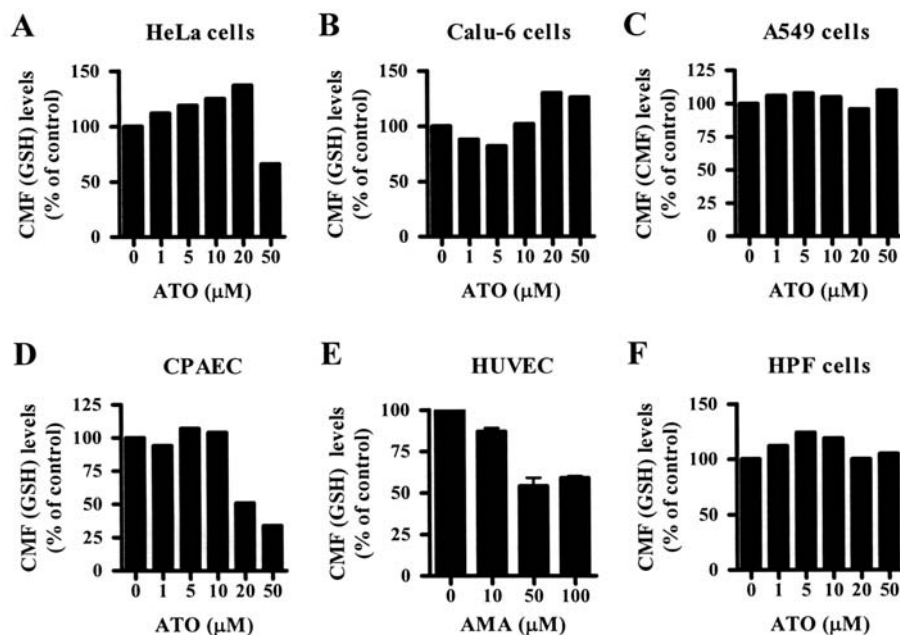 A
HeLa cells
CMF (GSH) levels
(% of control)
150
100
50
0
0 1 5 10 20 50
ATO (μM)
B
Calu-6 cells
CMF (GSH) levels
(% of control)
150
100
50
0
0 1 5 10 20 50
ATO (μM)
C
A549 cells
CMF (CMF) levels
(% of control)
125
100
75
50
25
0
0 1 5 10 20 50
ATO (μM)
D
CPAEC
CMF (GSH) levels
(% of control)
125
100
75
50
25
0
0 1 5 10 20 50
ATO (μM)
E
HUVEC
CMF (GSH) levels
(% of control)
100
75
50
25
0
0 10 50 100
AMA (μM)
F
HPF cells
CMF (GSH) levels
(% of control)
150
100
50
0
0 1 5 10 20 50
ATO (μM)